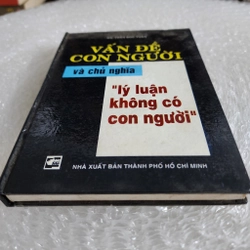 VẤN ĐỀ
CON NGƯỜI
và chủ nghĩa
"lý luận
không có
con người"
NHÀ XUẤT BẢN THÀNH PHỐ HỒ CHÍ MINH